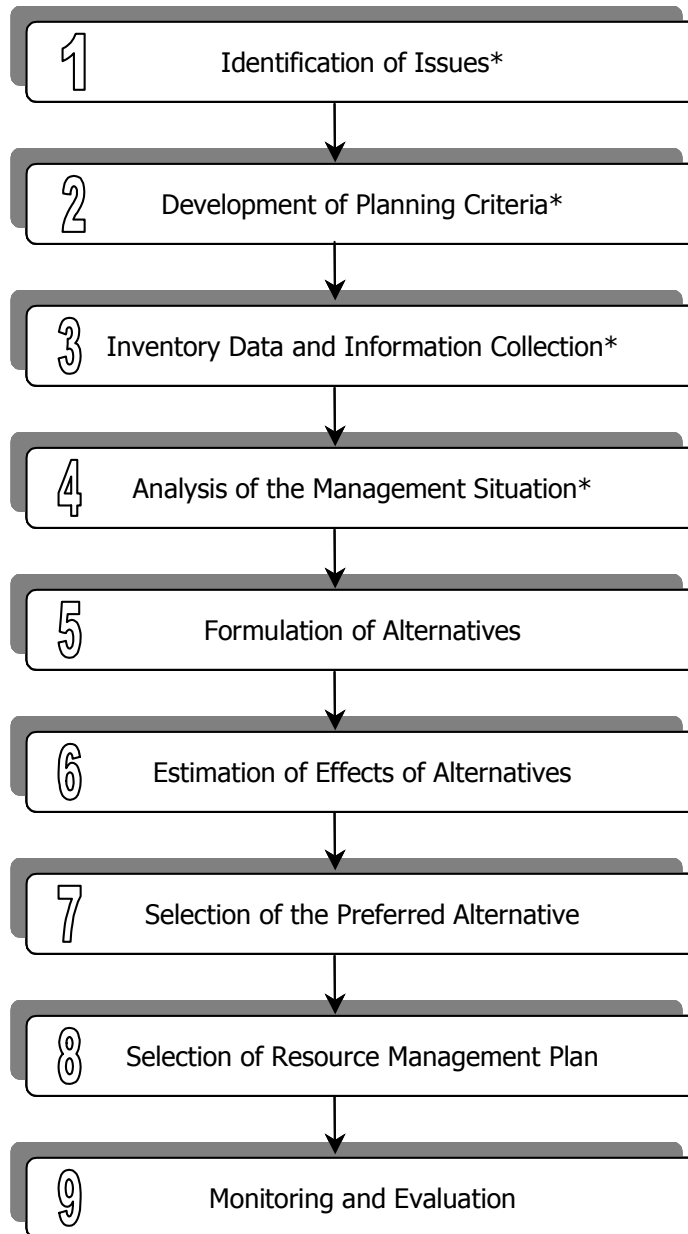 1 Identification of Issues*
2 Development of Planning Criteria*
3 Inventory Data and Information Collection*
4 Analysis of the Management Situation*
5 Formulation of Alternatives
6 Estimation of Effects of Alternatives
7 Selection of the Preferred Alternative
8 Selection of Resource Management Plan
9 Monitoring and Evaluation